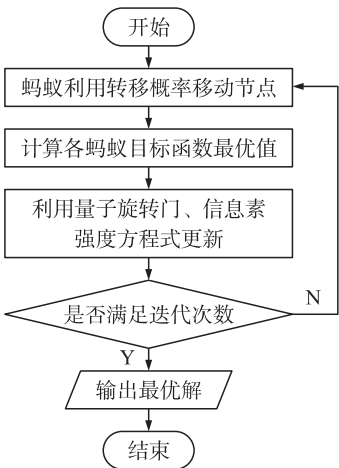 开始
蚂蚁利用转移概率移动节点
计算各蚂蚁目标函数最优值
利用量子旋转门、信息素
强度方程式更新
是否满足迭代次数
N
Y
输出最优解
结束